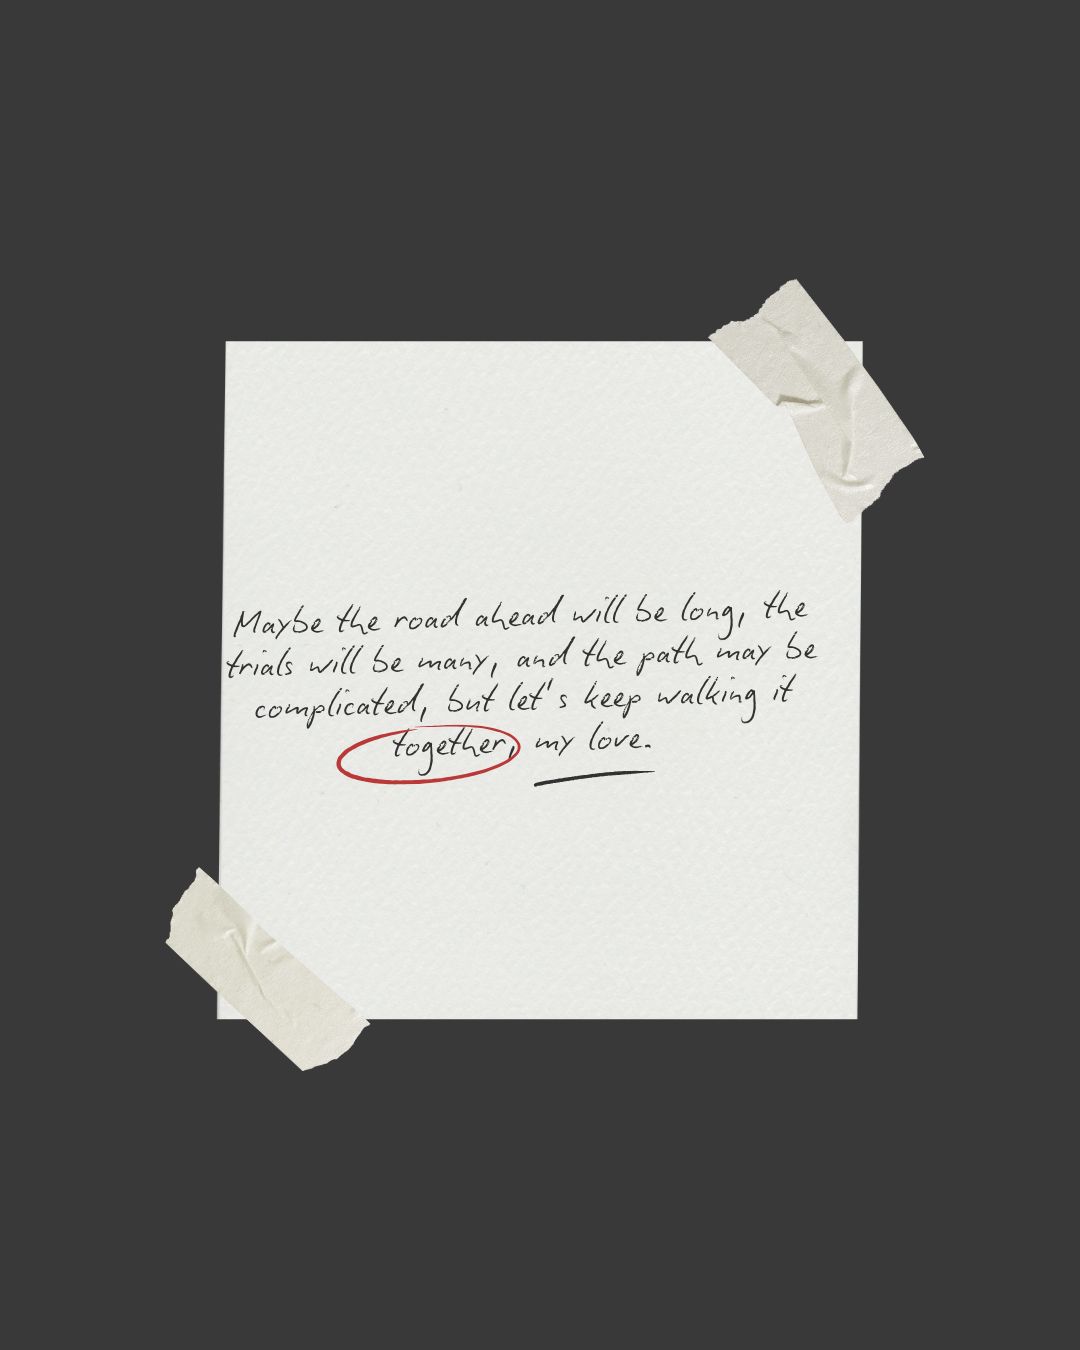 Maybe the road ahead will be long, the
trials will be many, and the path may be
complicated, but let's keep walking it
together, my love.